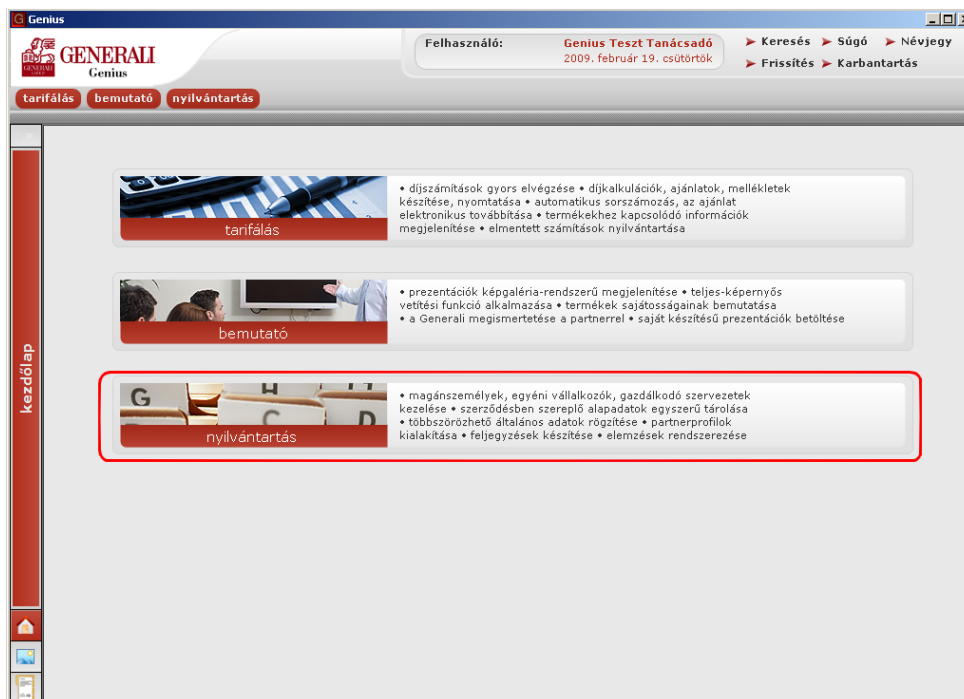 Genius
GENERALI
Genius
Felhasználó: Genius Teszt Tanácsadó
2009. február 19. csütörtök
Keresés Súgó Névjegy
Frissítés Karbantartás
tarifálás bemutató nyilvántartás
kezdőlap
tarifálás
• díjszámítások gyors elvégzése • díjkalkulációk, ajánlatok, mellékletek
készítése, nyomtatása • automatikus sorszámozás, az ajánlat
elektronikus továbbítása • termékekhez kapcsolódó információk
megjelenítése • elmentett számítások nyilvántartása
bemutató
• prezentációk képgaléria-rendszerű megjelenítése • teljes-képernyős
vetítési funkció alkalmazása • termékek sajátosságainak bemutatása
• a Generali megismertetése a partnerrel • saját készítésű prezentációk betöltése
G H C D
nyilvántartás
• magánszemélyek, egyéni vállalkozók, gazdálkodó szervezetek
kezelése • szerződésben szereplő alapadatok egyszerű tárolása
• többszörözhető általános adatok rögzítése • partnerprofilok
kialakítása • feljegyzések készítése • elemzések rendszerezése